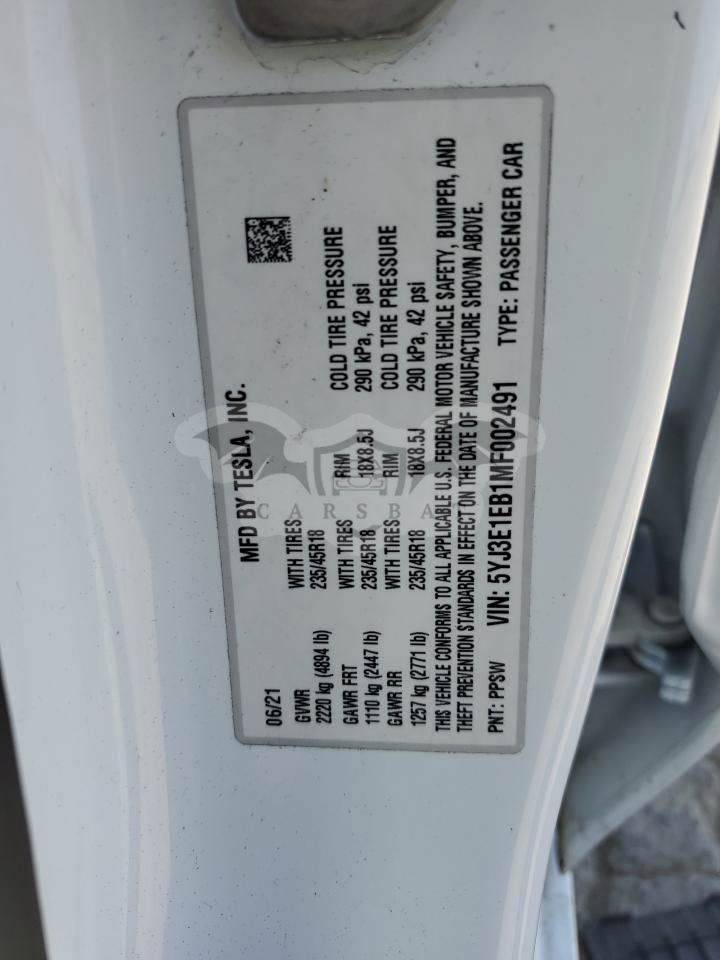 06/21 MFD BY TESLA, INC.
GVWR WITH TIRES
2220 kg (4894 lb) 235/45R18
GAWR FRT WITH TIRES RIM COLD TIRE PRESSURE
1110 kg (2447 lb) 235/45R18 18X8.5J 290 kPa, 42 psi
GAWR RR WITH TIRES RIM COLD TIRE PRESSURE
1257 kg (2771 lb) 235/45R18 18X8.5J 290 kPa, 42 psi
THIS VEHICLE CONFORMS TO ALL APPLICABLE U.S. FEDERAL MOTOR VEHICLE SAFETY, BUMPER, AND
THEFT PREVENTION STANDARDS IN EFFECT ON THE DATE OF MANUFACTURE SHOWN ABOVE.
PNT: PPSW VIN: 5YJ3E1EB1MF002491 TYPE: PASSENGER CAR
CARSBAT